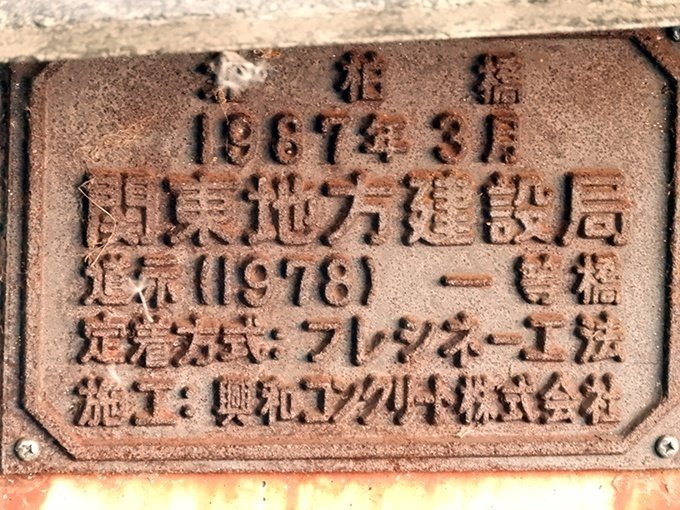 柏橋
1987年3月
関東地方建設局
道示(1978) 一等橋
定着方式:フレシネー工法
施工:興和コンクリート株式会社